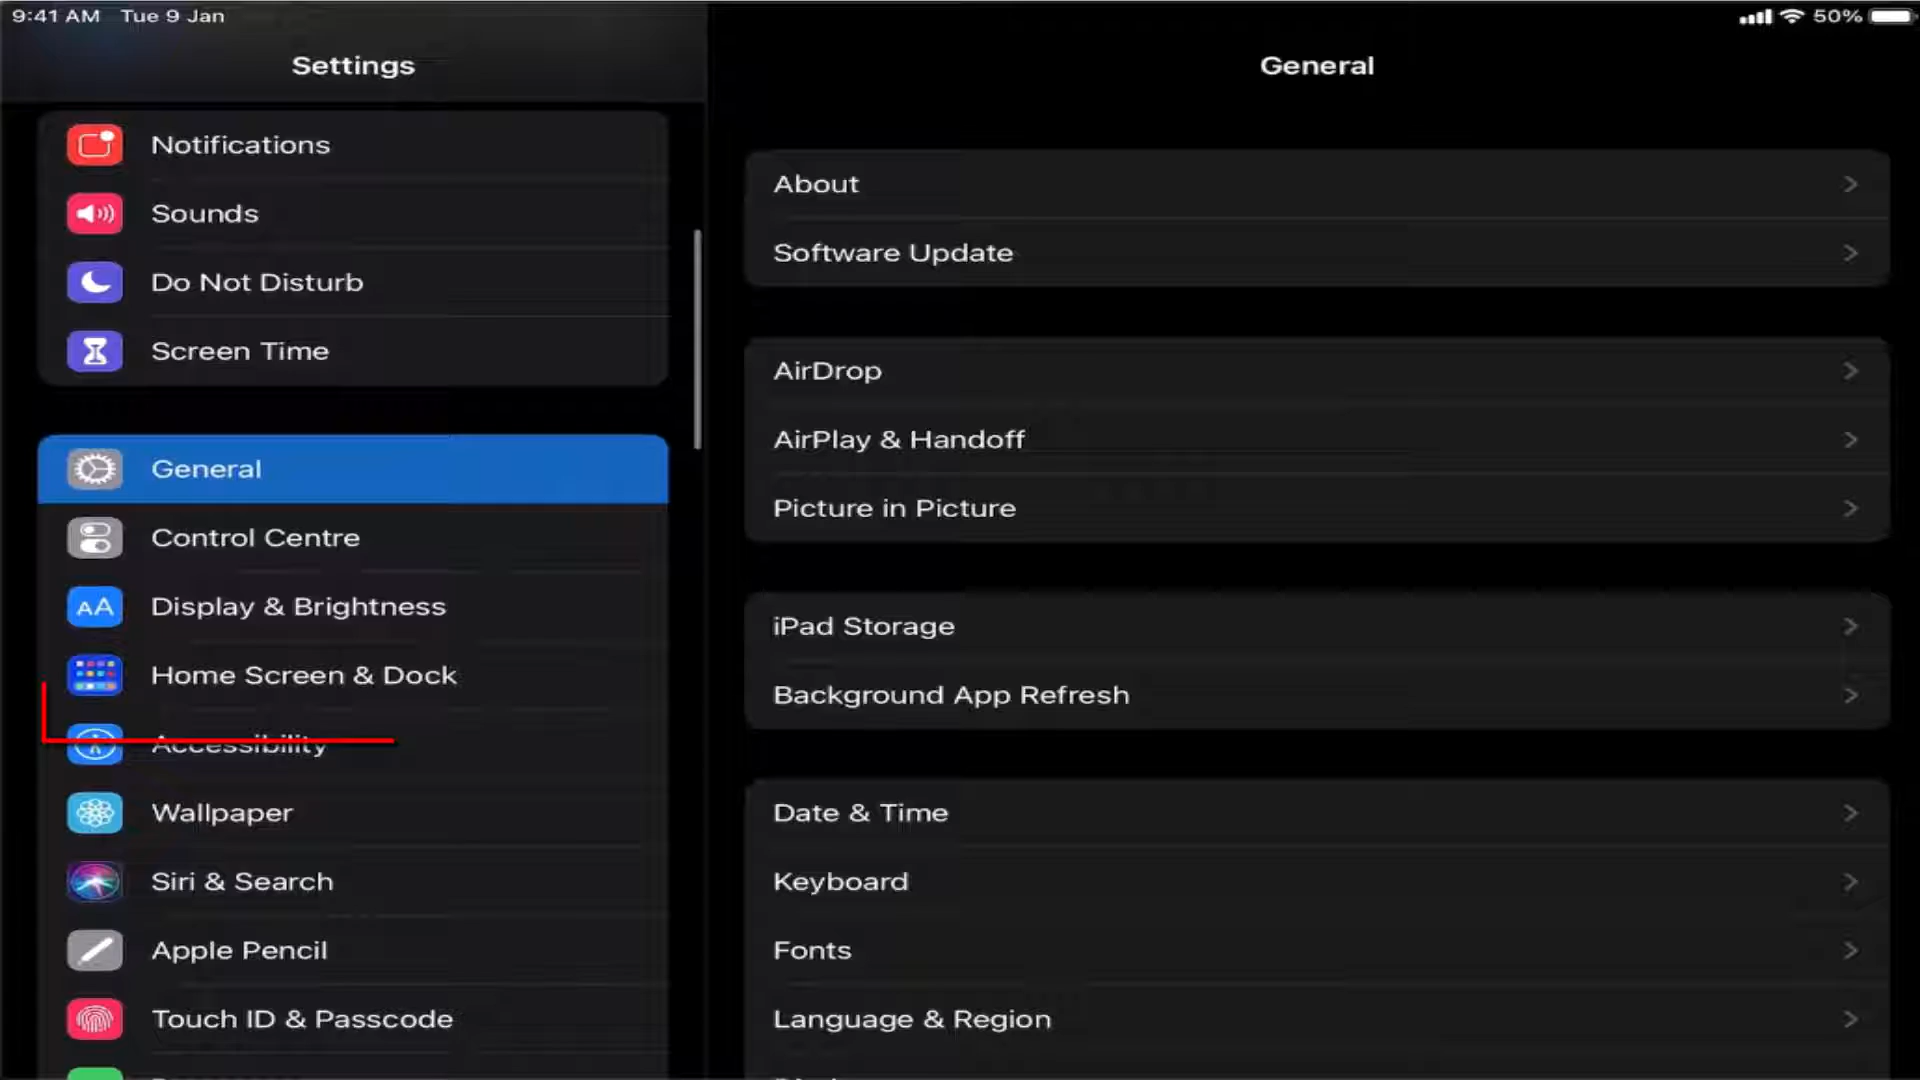 9:41 AM Tue 9 Jan
50%
Settings
Notifications
Sounds
Do Not Disturb
Screen Time
General
Control Centre
AA
Display & Brightness
Home Screen & Dock
Accessibility
Wallpaper
Siri & Search
Apple Pencil
Touch ID & Passcode
General
About
Software Update
AirDrop
AirPlay & Handoff
Picture in Picture
iPad Storage
Background App Refresh
Date & Time
Keyboard
Fonts
Language & Region